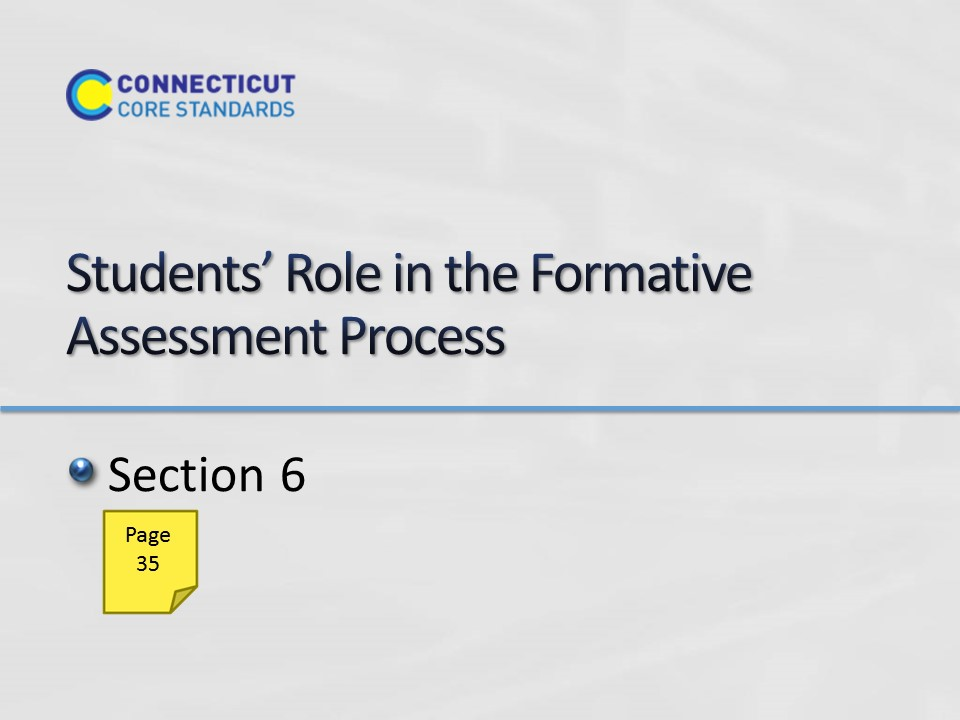 CONNECTICUT
CORE STANDARDS
Students’ Role in the Formative
Assessment Process
Section 6
Page
35